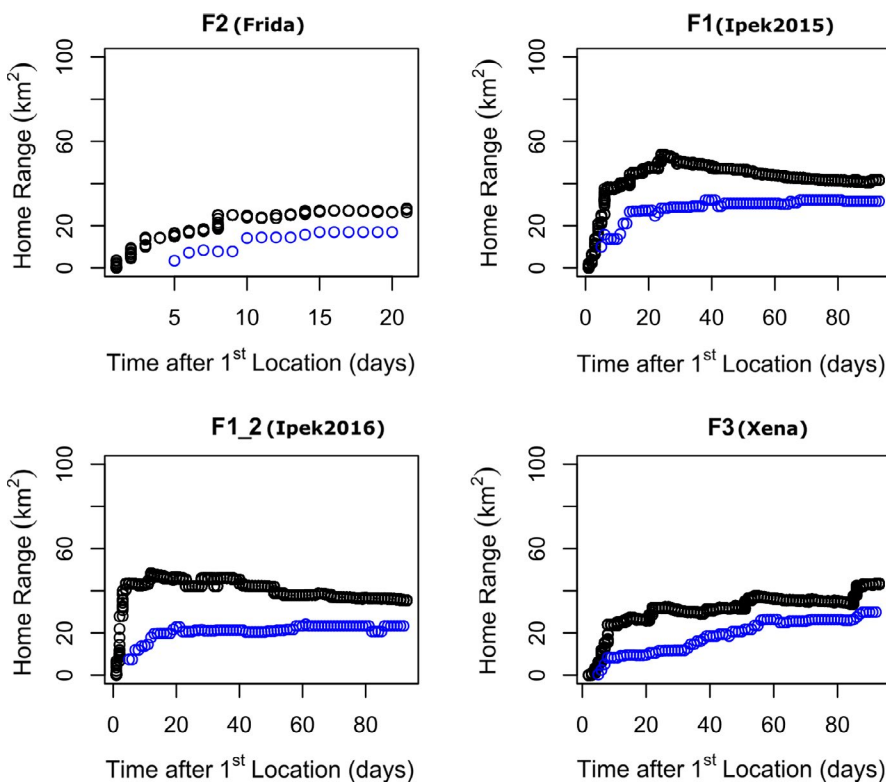 F2 (Frida)
Home Range (km²)
100
60
20
0
5 10 15 20
Time after 1st Location (days)
F1(Ipek2015)
Home Range (km²)
100
60
20
0
0 20 40 60 80
Time after 1st Location (days)
F1_2 (Ipek2016)
Home Range (km²)
100
60
20
0
0 20 40 60 80
Time after 1st Location (days)
F3 (Xena)
Home Range (km²)
100
60
20
0
0 20 40 60 80
Time after 1st Location (days)